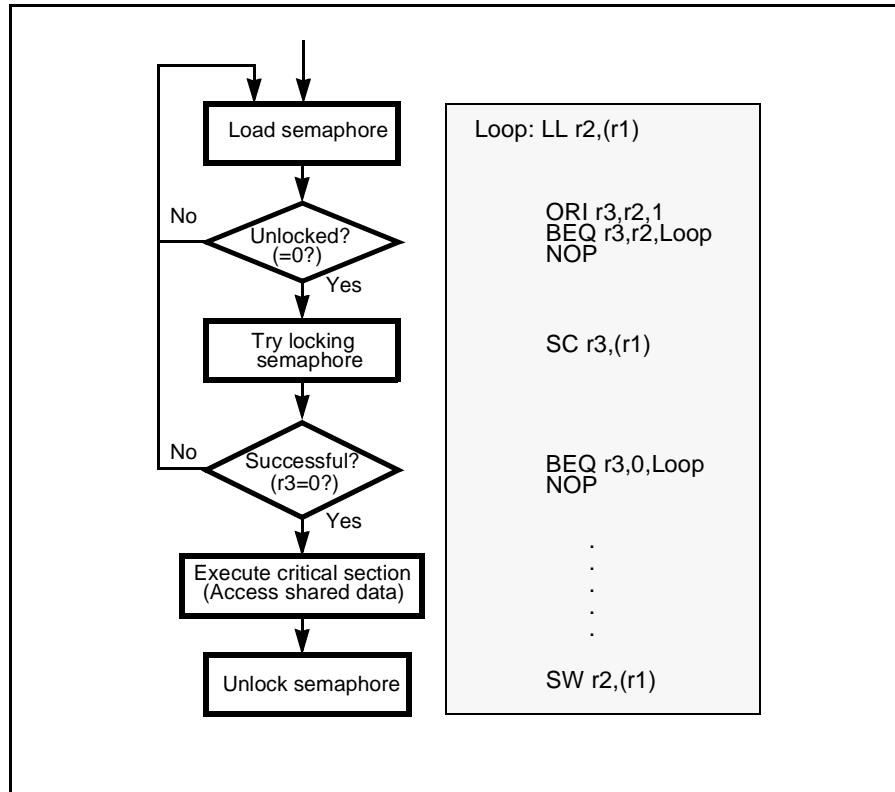 Load semaphore
Loop: LL r2,(r1)
No
Unlocked?
(=0?)
Yes
ORI r3,r2,1
BEQ r3,r2,Loop
NOP
Try locking
semaphore
SC r3,(r1)
No
Successful?
(r3=0?)
Yes
BEQ r3,0,Loop
NOP
Execute critical section
(Access shared data)
.
.
.
.
.
Unlock semaphore
SW r2,(r1)